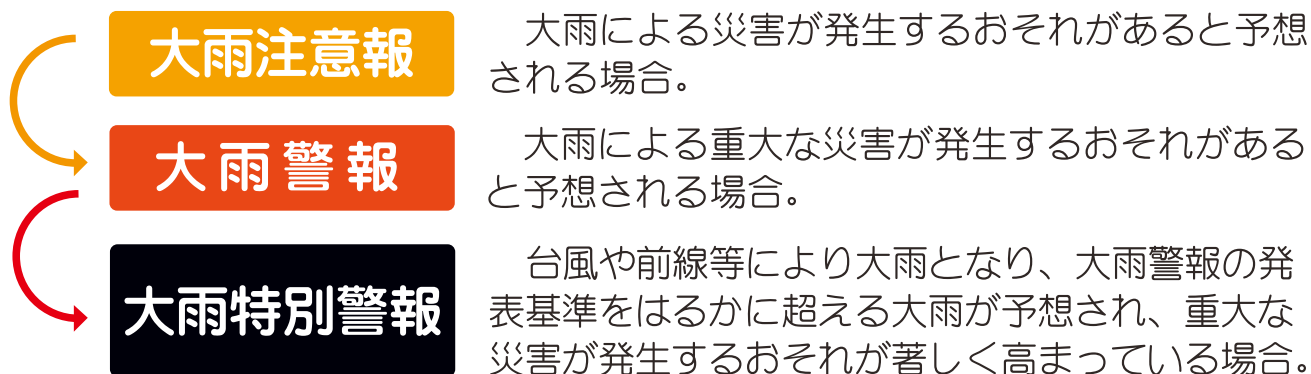 大雨注意報
大雨による災害が発生するおそれがあると予想
される場合。
大雨警報
大雨による重大な災害が発生するおそれがある
と予想される場合。
大雨特別警報
台風や前線等により大雨となり、大雨警報の発
表基準をはるかに超える大雨が予想され、重大な
災害が発生するおそれが著しく高まっている場合。